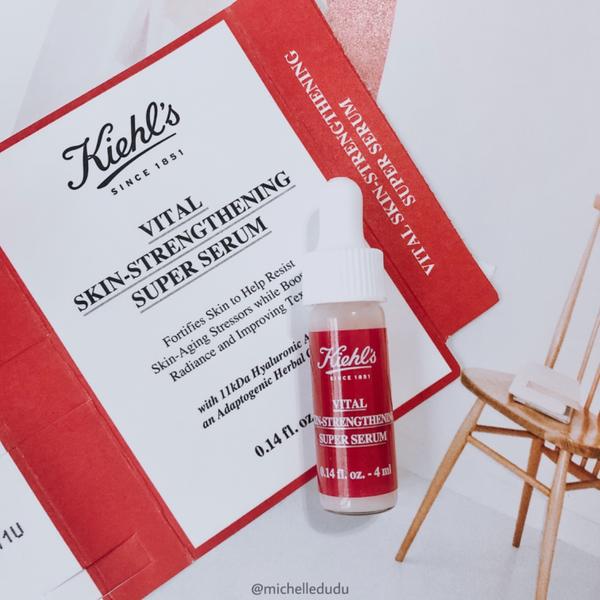 Kiehl's
SINCE 1851
VITAL
SKIN-STRENGTHENING
SUPER SERUM
Fortifies Skin to Help Resist
Skin-Aging Stressors while
Radiance and Improving
with 11kDa Hyaluronic
an Adaptogenic Herbal
0.14 fl. oz.
VITAL SKIN-STRENGTHENING
SUPER SERUM
Kiehl's
SINCE 1851
VITAL
SKIN-STRENGTHENING
SUPER SERUM
0.14 fl. oz. - 4 ml
@michelledudu